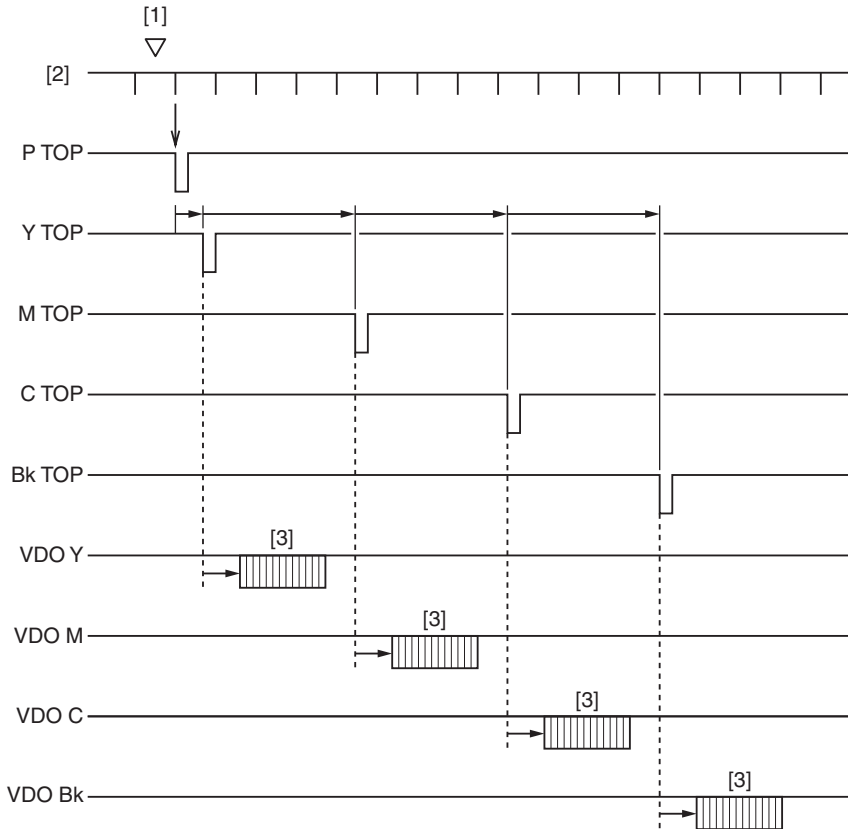 [1]
[2]
P TOP
Y TOP
M TOP
C TOP
Bk TOP
VDO Y
[3]
VDO M
[3]
VDO C
[3]
VDO Bk
[3]